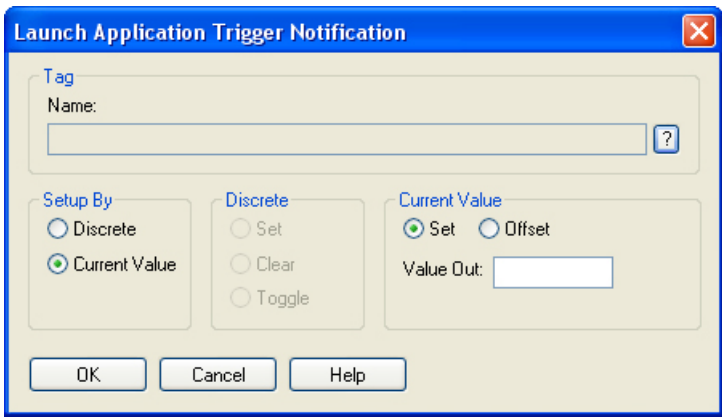 Launch Application Trigger Notification
Tag
Name:
?
Setup By
Discrete
Current Value
Discrete
Set
Clear
Toggle
Current Value
Set Offset
Value Out:
OK Cancel Help